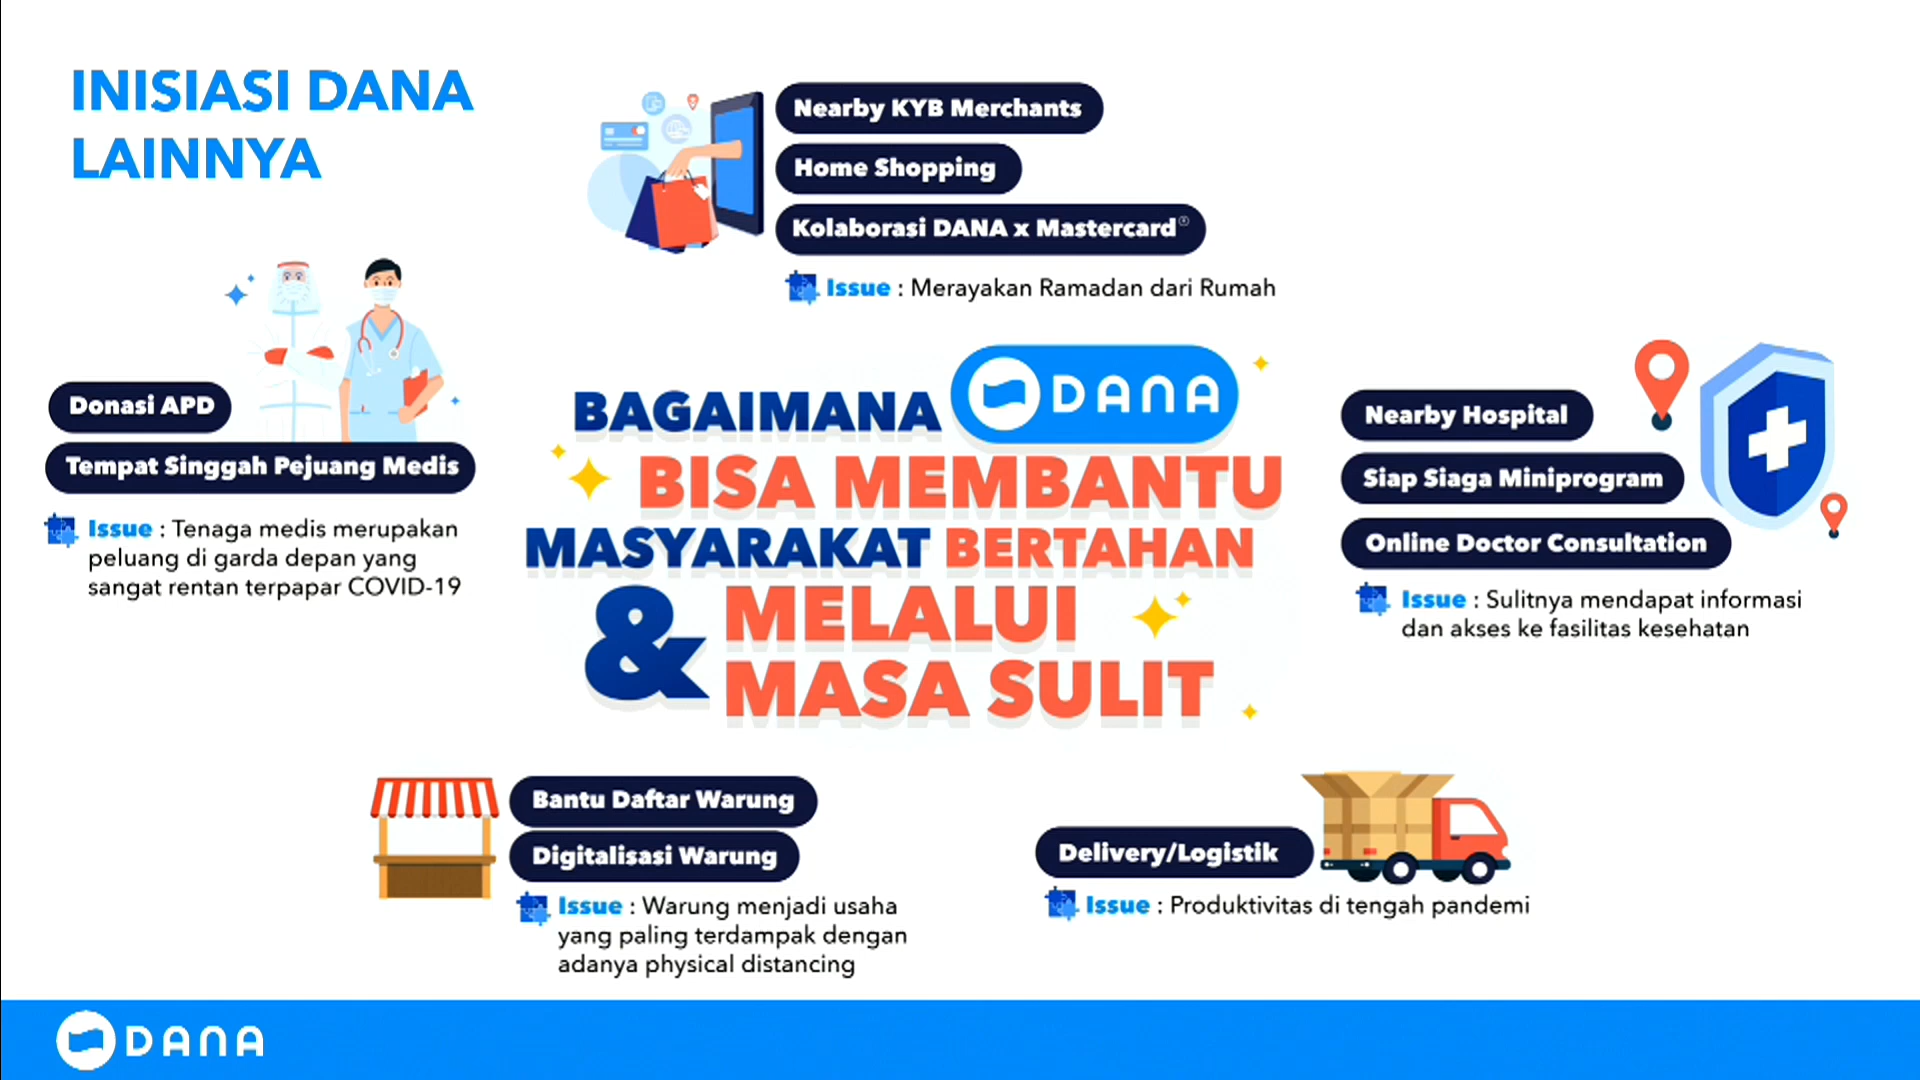 INISIASI DANA
LAINNYA
Nearby KYB Merchants
Home Shopping
Kolaborasi DANA x Mastercard®
Issue : Merayakan Ramadan dari Rumah
Donasi APD
Tempat Singgah Pejuang Medis
Issue : Tenaga medis merupakan
peluang di garda depan yang
sangat rentan terpapar COVID-19
BAGAIMANA DANA
BISA MEMBANTU
MASYARAKAT BERTAHAN
& MELALUI
MASA SULIT
Nearby Hospital
Siap Siaga Miniprogram
Online Doctor Consultation
Issue : Sulitnya mendapat informasi
dan akses ke fasilitas kesehatan
Bantu Daftar Warung
Digitalisasi Warung
Issue : Warung menjadi usaha
yang paling terdampak dengan
adanya physical distancing
Delivery/Logistik
Issue : Produktivitas di tengah pandemi
DANA